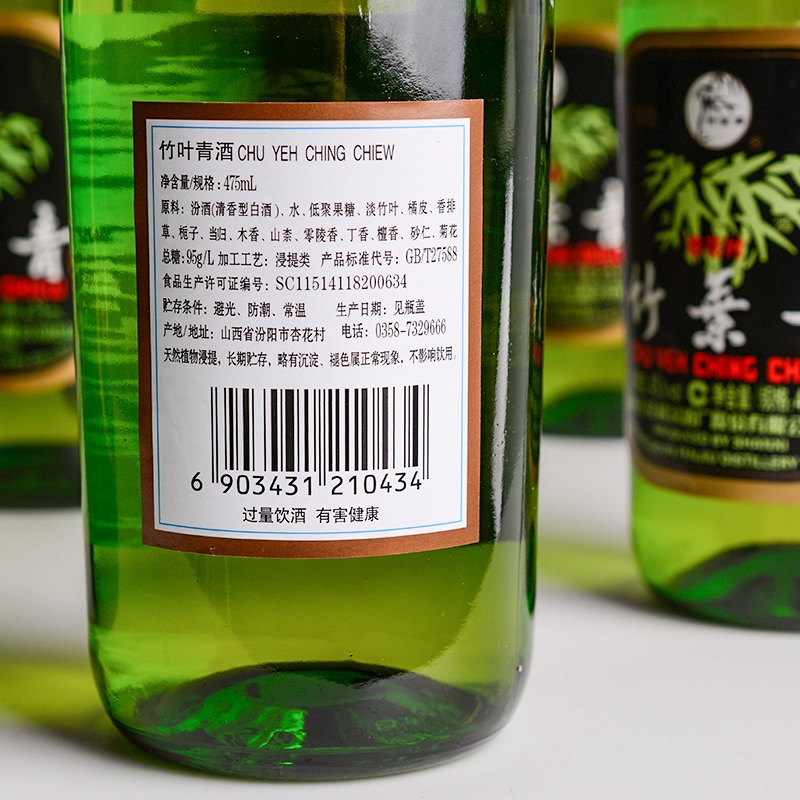 竹叶青酒 CHU YEH CHING CHIEW
净含量/规格:475mL
原料:汾酒(清香型白酒)、水、低聚果糖、淡竹叶、橘皮、香排
草、栀子、当归、木香、山柰、零陵香、丁香、檀香、砂仁、菊花
总糖:95g/L 加工工艺:浸提类 产品标准代号:GB/T27588
食品生产许可证编号:SC11514118200634
贮存条件:避光、防潮、常温 生产日期:见瓶盖
产地/地址:山西省汾阳市杏花村 电话:0358-7329666
天然植物浸提,长期贮存,略有沉淀、褪色属正常现象,不影响饮用。
6 903431 210434
过量饮酒 有害健康
竹葉
YEH CHING CH
青
CHING